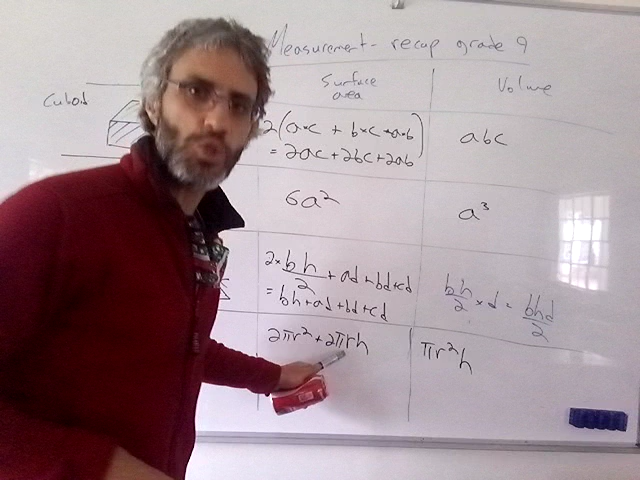 Measurement - recap grade 9
Surface area
Volume
Cuboid
2(a×c + b×c + a×b)
= 2ac + 2bc + 2ab
abc
6a²
a³
2×bh/2 + ad + bd + cd
= bh + ad + bd + cd
bh/2 × d = bhd/2
2πr² + 2πrh
πr²h